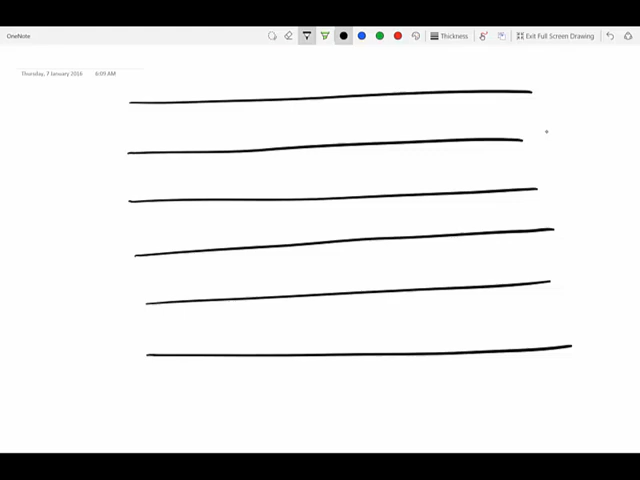 OneNote
Thickness
Exit Full Screen Drawing
Thursday, 7 January 2016 6:09 AM